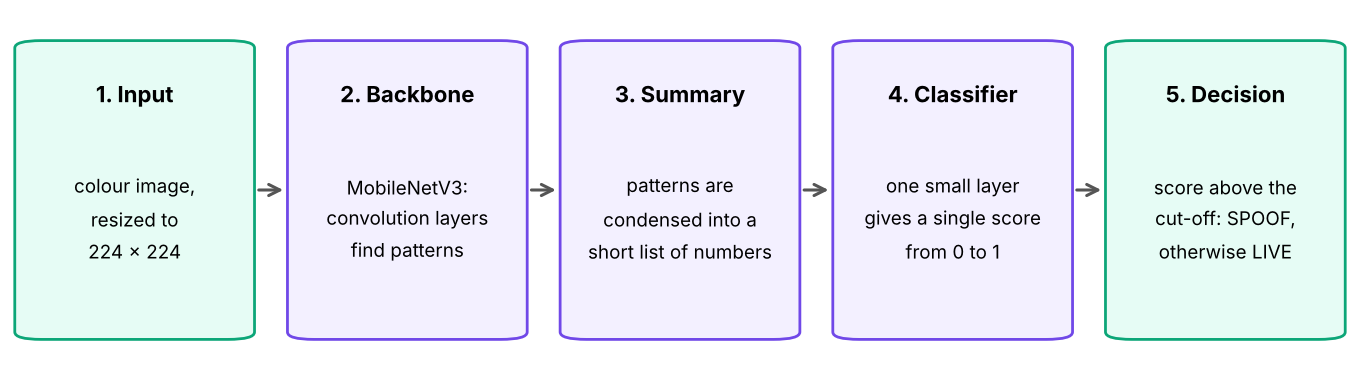 1. Input
colour image,
resized to
224 × 224
2. Backbone
MobileNetV3:
convolution layers
find patterns
3. Summary
patterns are
condensed into a
short list of numbers
4. Classifier
one small layer
gives a single score
from 0 to 1
5. Decision
score above the
cut-off: SPOOF,
otherwise LIVE